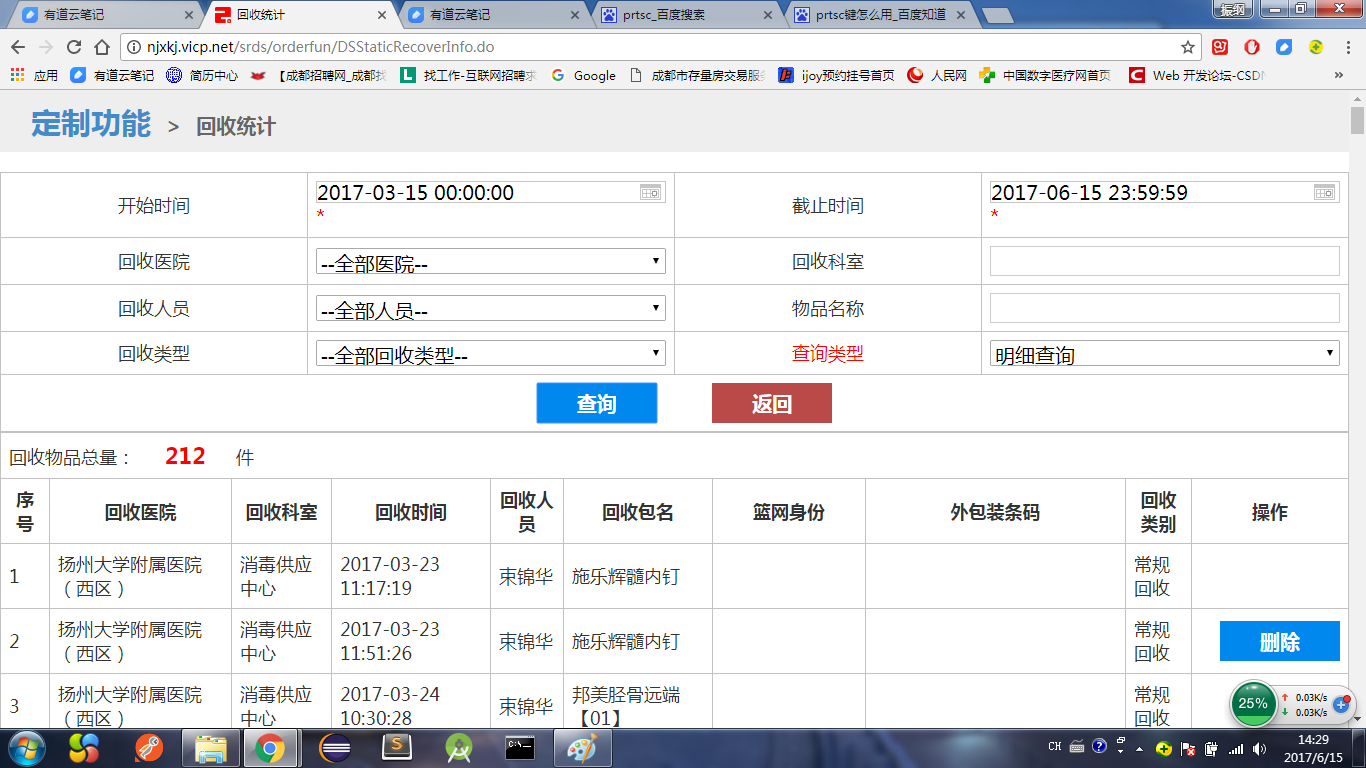 有道云笔记
回收统计
有道云笔记
prtsc_百度搜索
prtsc键怎么用_百度知道
振纲
njxkj.vicp.net/srds/orderfun/DSStaticRecoverInfo.do
应用
有道云笔记
简历中心
【成都招聘网_成都找
找工作-互联网招聘求
Google
成都市存量房交易服务
ijoy预约挂号首页
人民网
中国数字医疗网首页
Web 开发论坛-CSDN
»
定制功能 > 回收统计
开始时间
2017-03-15 00:00:00
*
截止时间
2017-06-15 23:59:59
*
回收医院
--全部医院--
回收科室
回收人员
--全部人员--
物品名称
回收类型
--全部回收类型--
查询类型
明细查询
查询
返回
回收物品总量： 212 件
序号
回收医院
回收科室
回收时间
回收人员
回收包名
篮网身份
外包装条码
回收类别
操作
1
扬州大学附属医院（西区）
消毒供应中心
2017-03-23 11:17:19
束锦华
施乐辉髓内钉
常规回收
2
扬州大学附属医院（西区）
消毒供应中心
2017-03-23 11:51:26
束锦华
施乐辉髓内钉
常规回收
删除
3
扬州大学附属医院（西区）
消毒供应中心
2017-03-24 10:30:28
束锦华
邦美胫骨远端【01】
常规回收
25%
0.03K/s
0.03K/s
CH
14:29
2017/6/15